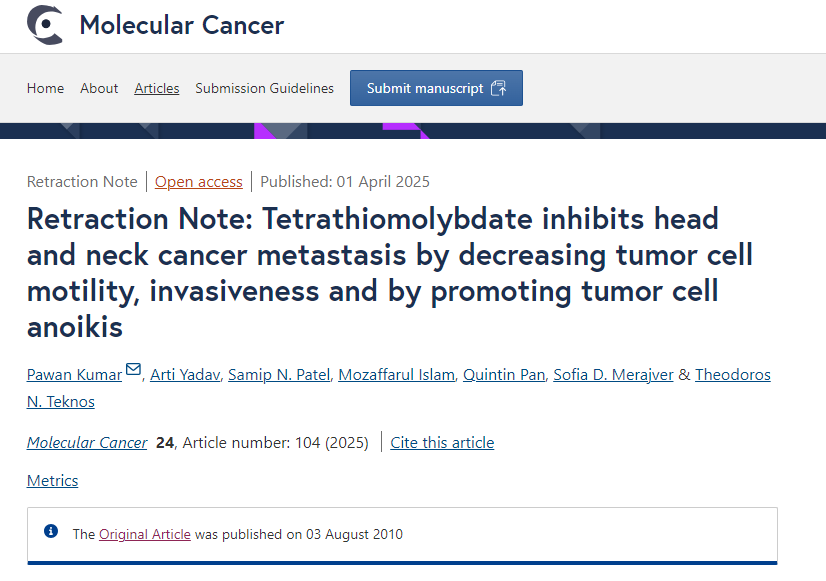 Molecular Cancer
Home About Articles Submission Guidelines Submit manuscript
Retraction Note Open access Published: 01 April 2025
Retraction Note: Tetrathiomolybdate inhibits head
and neck cancer metastasis by decreasing tumor cell
motility, invasiveness and by promoting tumor cell
anoikis
Pawan Kumar, Arti Yadav, Samip N. Patel, Mozaffarul Islam, Quintin Pan, Sofia D. Merajver & Theodoros
N. Teknos
Molecular Cancer 24, Article number: 104 (2025) Cite this article
Metrics
The Original Article was published on 03 August 2010